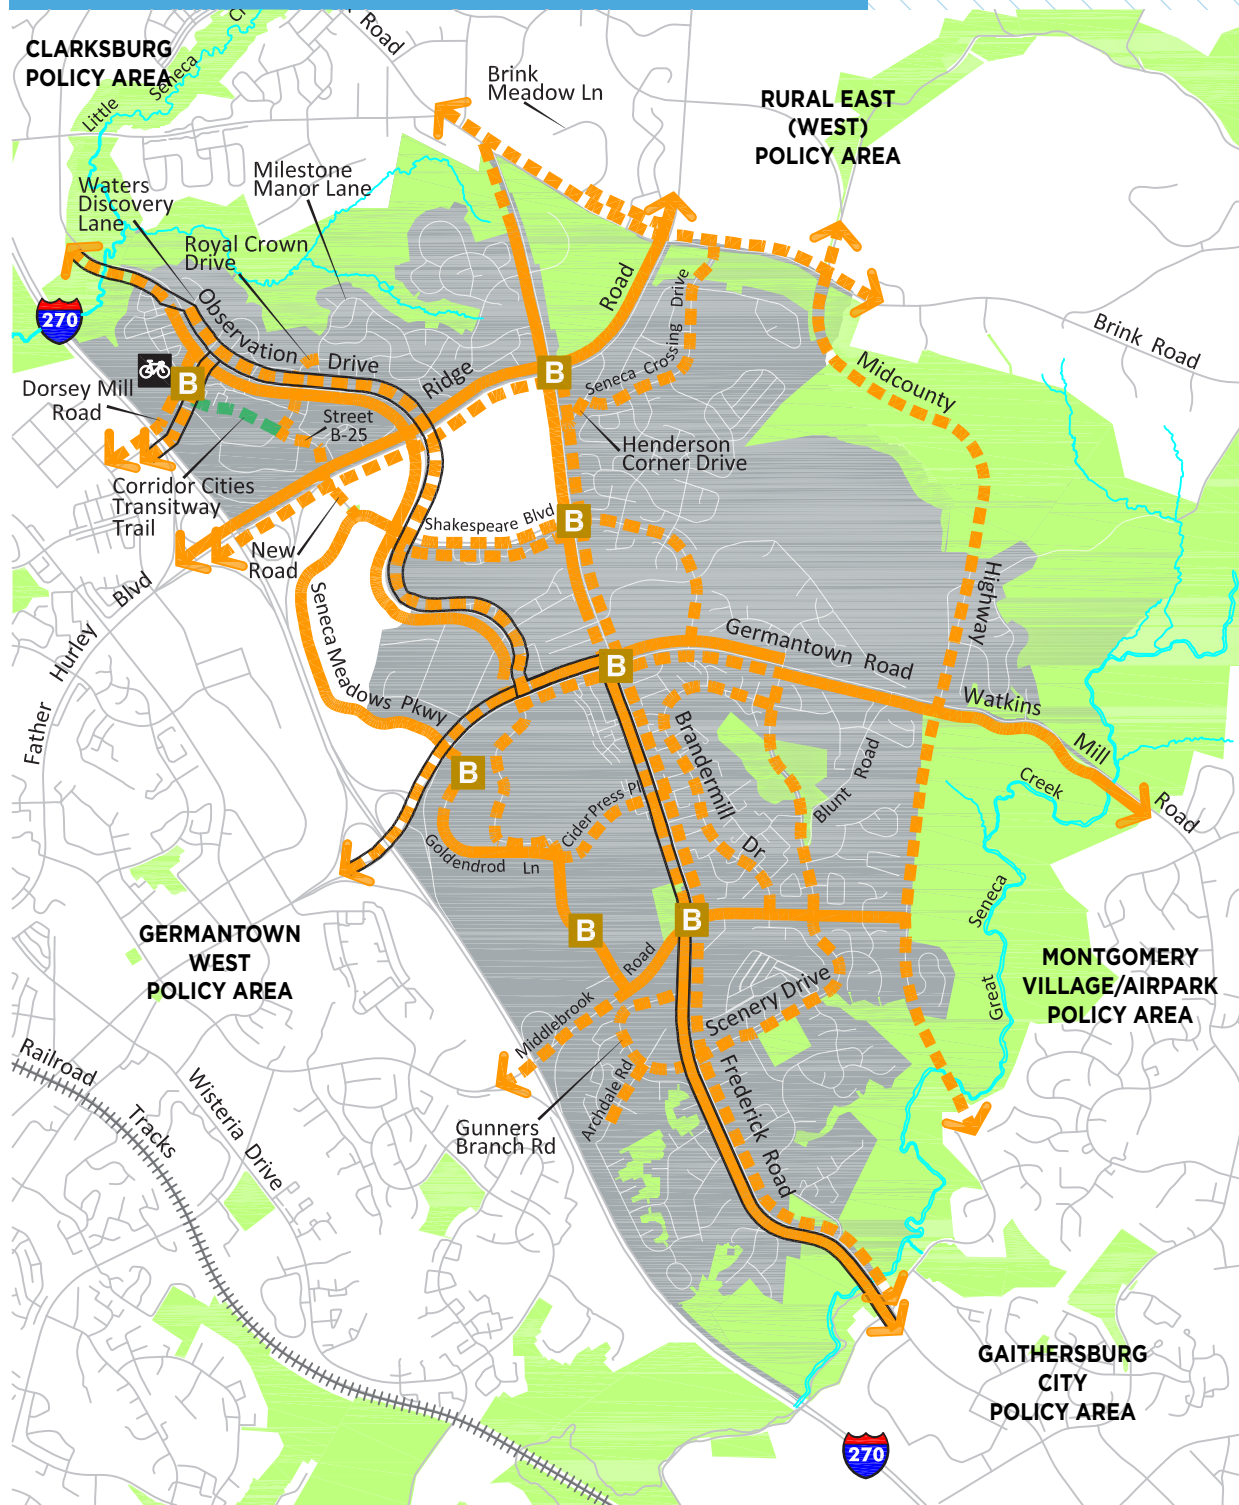 CLARKSBURG
POLICY AREA
Little
Seneca
Road
Brink
Meadow Ln
RURAL EAST
(WEST)
POLICY AREA
Waters
Discovery
Lane
Milestone
Manor Lane
Royal Crown
Drive
270
Observation Drive
Ridge
Road
Seneca Crossing Drive
Brink Road
Midcounty
Highway
B
B
Dorsey Mill
Road
Street
B-25
Henderson
Corner Drive
Corridor Cities
Transitway
Trail
Shakespeare Blvd
B
New
Road
Father Hurley Blvd
Seneca Meadows Pkwy
Germantown Road
B
Watkins
Mill
Road
Brandermill
Dr
Blunt Road
B
Cider Press Pl
Goldendrod Ln
Creek
Seneca
Great
B
B
GERMANTOWN
WEST
POLICY AREA
Middlebrook
Road
Scenery Drive
MONTGOMERY
VILLAGE/AIRPARK
POLICY AREA
Railroad
Tracks
Wisteria Drive
Archdale Rd
Gunners
Branch Rd
Frederick Road
GAITHERSBURG
CITY
POLICY AREA
270